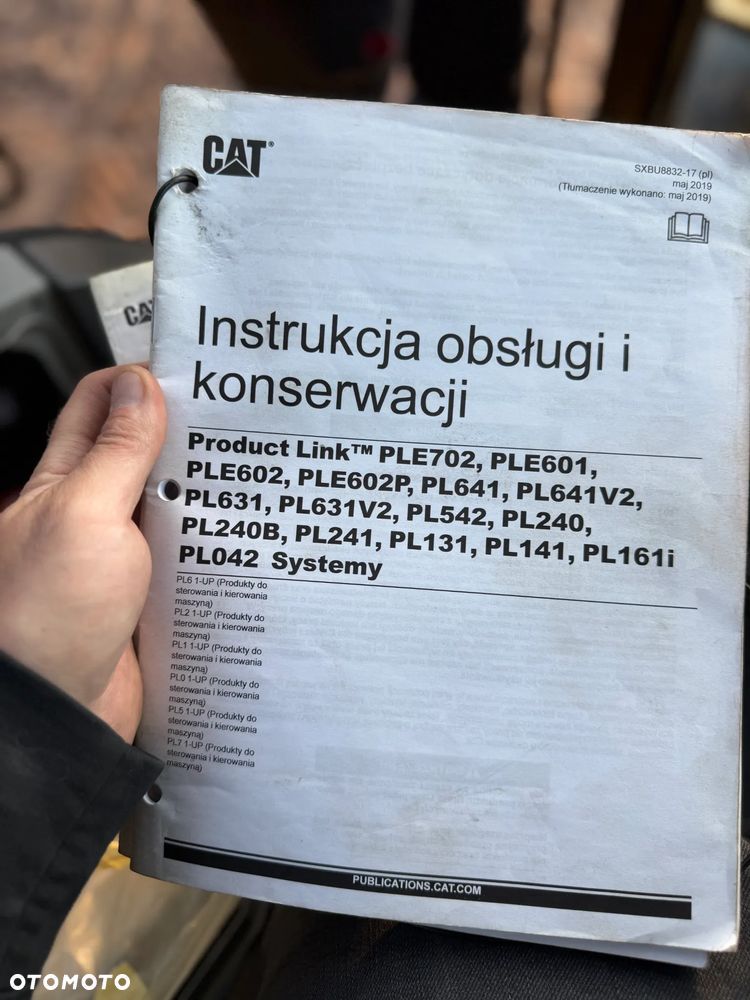 CAT®
SXBU8832-17 (pl)
maj 2019
(Tłumaczenie wykonano: maj 2019)
CA
Instrukcja obsługi i
konserwacji
Product Link™ PLE702, PLE601,
PLE602, PLE602P, PL641, PL641V2,
PL631, PL631V2, PL542, PL240,
PL240B, PL241, PL131, PL141, PL161i
PL042 Systemy
PL6 1-UP (Produkty do
sterowania i kierowania
maszyną)
PL2 1-UP (Produkty do
sterowania i kierowania
maszyną)
PL1 1-UP (Produkty do
sterowania i kierowania
maszyną)
PL0 1-UP (Produkty do
sterowania i kierowania
maszyną)
PL5 1-UP (Produkty do
sterowania i kierowania
maszyną)
PL7 1-UP (Produkty do
sterowania i kierowania
maszyną)
PUBLICATIONS.CAT.COM
OTOMOTO